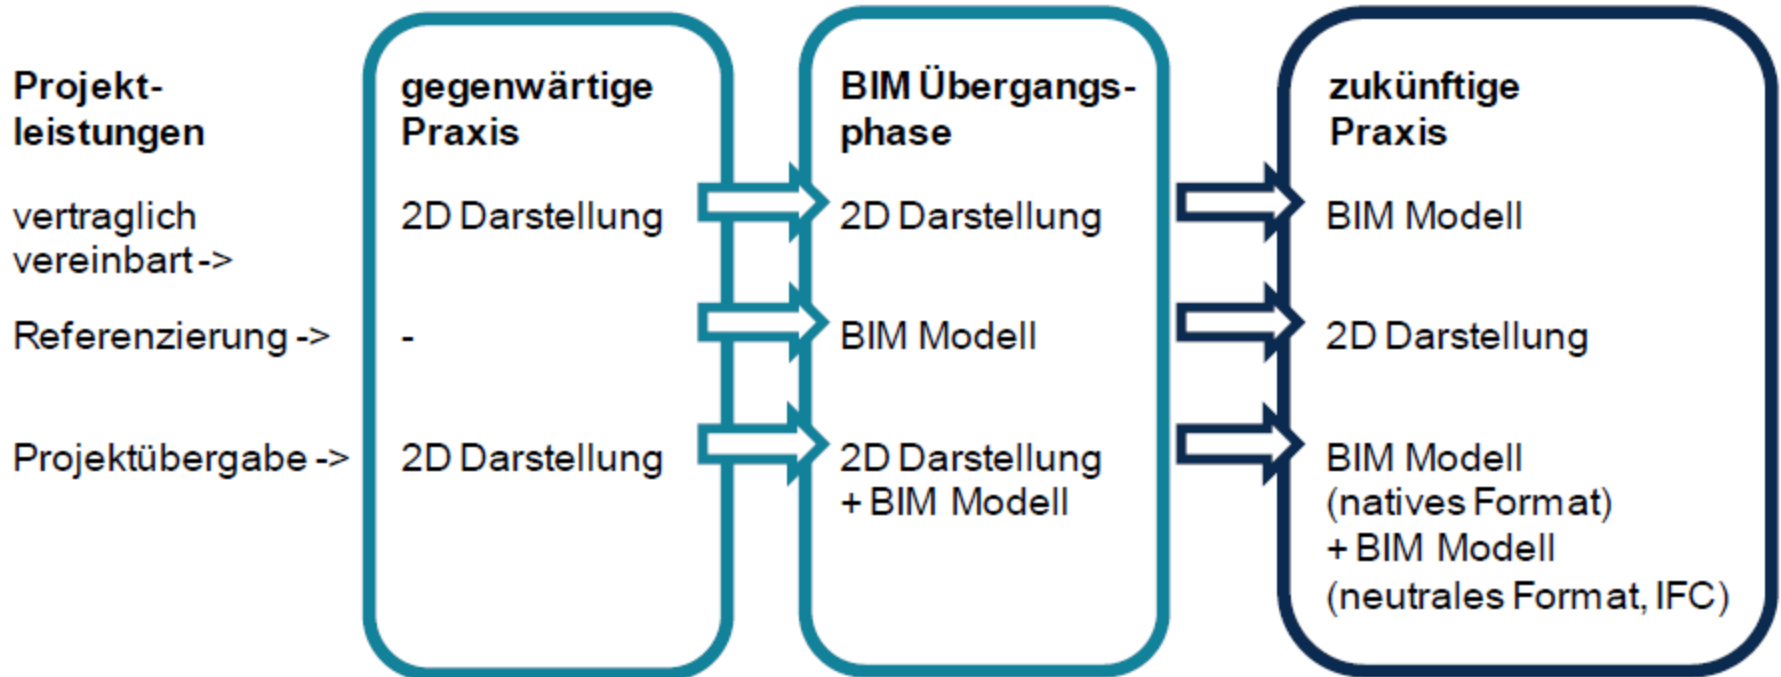 Projekt-
leistungen
gegenwärtige
Praxis
BIM Übergangs-
phase
zukünftige
Praxis
vertraglich
vereinbart ->
2D Darstellung
2D Darstellung
BIM Modell
Referenzierung ->
-
BIM Modell
2D Darstellung
Projektübergabe ->
2D Darstellung
2D Darstellung
+ BIM Modell
BIM Modell
(natives Format)
+ BIM Modell
(neutrales Format, IFC)